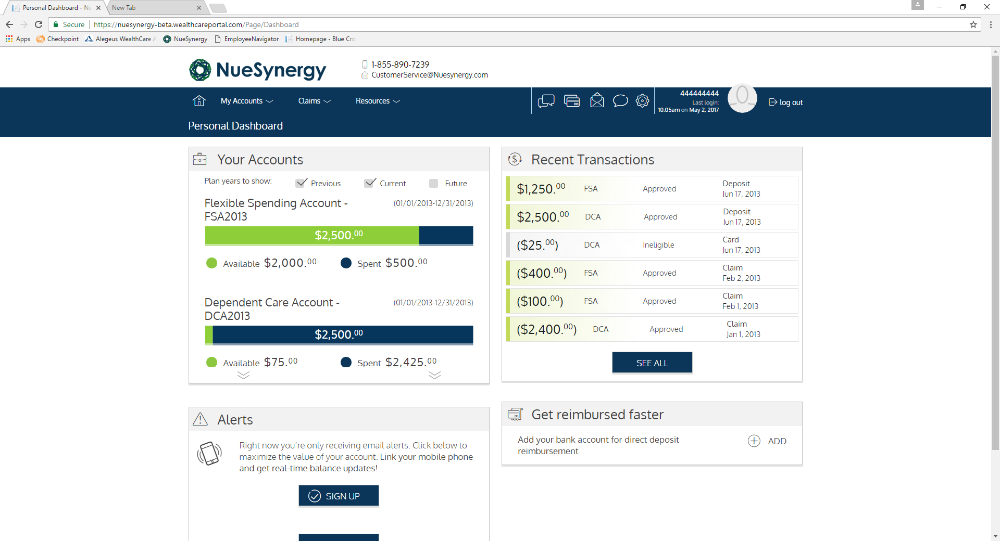 Personal Dashboard - Nu
New Tab
Secure
https://nuesynergy-beta.wealthcareportal.com/Page/Dashboard
Apps
Checkpoint
Alegeus WealthCare A
NueSynergy
EmployeeNavigator
Homepage - Blue Cro
NueSynergy
1-855-890-7239
CustomerService@Nuesynergy.com
My Accounts
Claims
Resources
444444444
Last login:
10.05am on May 2, 2017
log out
Personal Dashboard
Your Accounts
Plan years to show:
Previous
Current
Future
Flexible Spending Account -
FSA2013
(01/01/2013-12/31/2013)
$2,500.00
Available $2,000.00
Spent $500.00
Dependent Care Account -
DCA2013
(01/01/2013-12/31/2013)
$2,500.00
Available $75.00
Spent $2,425.00
Recent Transactions
$1,250.00 FSA Approved Deposit
Jun 17, 2013
$2,500.00 DCA Approved Deposit
Jun 17, 2013
($25.00) DCA Ineligible Card
Jun 17, 2013
($400.00) FSA Approved Claim
Feb 2, 2013
($100.00) FSA Approved Claim
Feb 1, 2013
($2,400.00) DCA Approved Claim
Jan 1, 2013
SEE ALL
Alerts
Right now you're only receiving email alerts. Click below to
maximize the value of your account. Link your mobile phone
and get real-time balance updates!
SIGN UP
Get reimbursed faster
Add your bank account for direct deposit
reimbursement
ADD